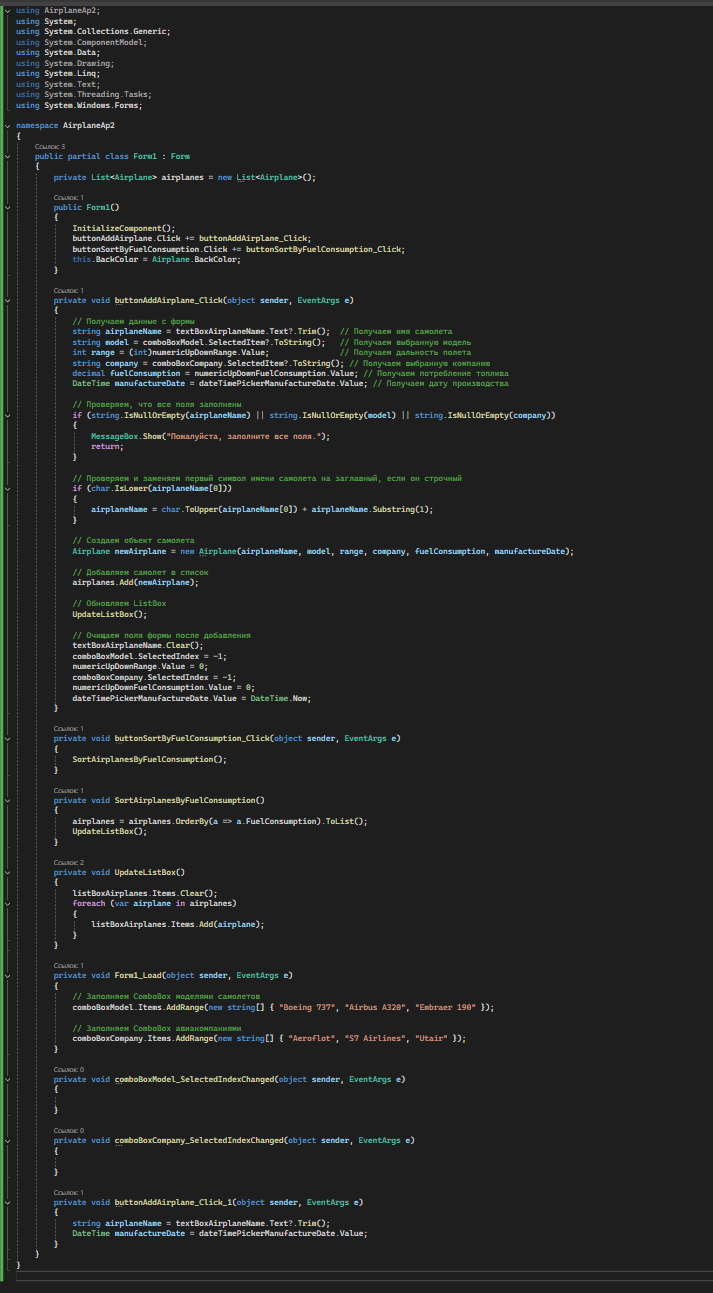 using AirplaneAp2;
using System;
using System.Collections.Generic;
using System.ComponentModel;
using System.Data;
using System.Drawing;
using System.Linq;
using System.Text;
using System.Threading.Tasks;
using System.Windows.Forms;

namespace AirplaneAp2
{
Ссылок: 3
public partial class Form1 : Form
{
private List<Airplane> airplanes = new List<Airplane>();

Ссылок: 1
public Form1()
{
InitializeComponent();
buttonAddAirplane.Click += buttonAddAirplane_Click;
buttonSortByFuelConsumption.Click += buttonSortByFuelConsumption_Click;
this.BackColor = Airplane.BackColor;
}

Ссылок: 1
private void buttonAddAirplane_Click(object sender, EventArgs e)
{
// Получаем данные с формы
string airplaneName = textBoxAirplaneName.Text?.Trim();  // Получаем имя самолета
string model = comboBoxModel.SelectedItem?.ToString();   // Получаем выбранную модель
int range = (int)numericUpDownRange.Value;               // Получаем дальность полета
string company = comboBoxCompany.SelectedItem?.ToString(); // Получаем выбранную компанию
decimal fuelConsumption = numericUpDownFuelConsumption.Value; // Получаем потребление топлива
DateTime manufactureDate = dateTimePickerManufactureDate.Value; // Получаем дату производства

// Проверяем, что все поля заполнены
if (string.IsNullOrEmpty(airplaneName) || string.IsNullOrEmpty(model) || string.IsNullOrEmpty(company))
{
MessageBox.Show("Пожалуйста, заполните все поля.");
return;
}

// Проверяем и заменяем первый символ имени самолета на заглавный, если он строчный
if (char.IsLower(airplaneName[0]))
{
airplaneName = char.ToUpper(airplaneName[0]) + airplaneName.Substring(1);
}

// Создаем объект самолета
Airplane newAirplane = new Airplane(airplaneName, model, range, company, fuelConsumption, manufactureDate);

// Добавляем самолет в список
airplanes.Add(newAirplane);

// Обновляем ListBox
UpdateListBox();

// Очищаем поля формы после добавления
textBoxAirplaneName.Clear();
comboBoxModel.SelectedIndex = -1;
numericUpDownRange.Value = 0;
comboBoxCompany.SelectedIndex = -1;
numericUpDownFuelConsumption.Value = 0;
dateTimePickerManufactureDate.Value = DateTime.Now;
}

Ссылок: 1
private void buttonSortByFuelConsumption_Click(object sender, EventArgs e)
{
SortAirplanesByFuelConsumption();
}

Ссылок: 1
private void SortAirplanesByFuelConsumption()
{
airplanes = airplanes.OrderBy(a => a.FuelConsumption).ToList();
UpdateListBox();
}

Ссылок: 2
private void UpdateListBox()
{
listBoxAirplanes.Items.Clear();
foreach (var airplane in airplanes)
{
listBoxAirplanes.Items.Add(airplane);
}
}

Ссылок: 1
private void Form1_Load(object sender, EventArgs e)
{
// Заполняем ComboBox моделями самолетов
comboBoxModel.Items.AddRange(new string[] { "Boeing 737", "Airbus A320", "Embraer 190" });

// Заполняем ComboBox авиакомпаниями
comboBoxCompany.Items.AddRange(new string[] { "Aeroflot", "S7 Airlines", "Utair" });
}

Ссылок: 0
private void comboBoxModel_SelectedIndexChanged(object sender, EventArgs e)
{

}

Ссылок: 0
private void comboBoxCompany_SelectedIndexChanged(object sender, EventArgs e)
{

}

Ссылок: 1
private void buttonAddAirplane_Click_1(object sender, EventArgs e)
{
string airplaneName = textBoxAirplaneName.Text?.Trim();
DateTime manufactureDate = dateTimePickerManufactureDate.Value;
}
}
}